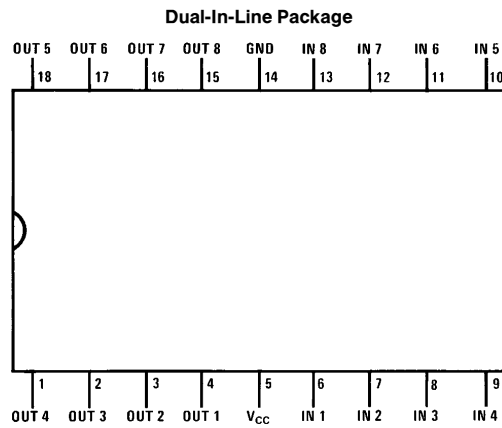 Dual-In-Line Package
OUT 5 OUT 6 OUT 7 OUT 8 GND IN 8 IN 7 IN 6 IN 5
18 17 16 15 14 13 12 11 10
1 2 3 4 5 6 7 8 9
OUT 4 OUT 3 OUT 2 OUT 1 VCC IN 1 IN 2 IN 3 IN 4